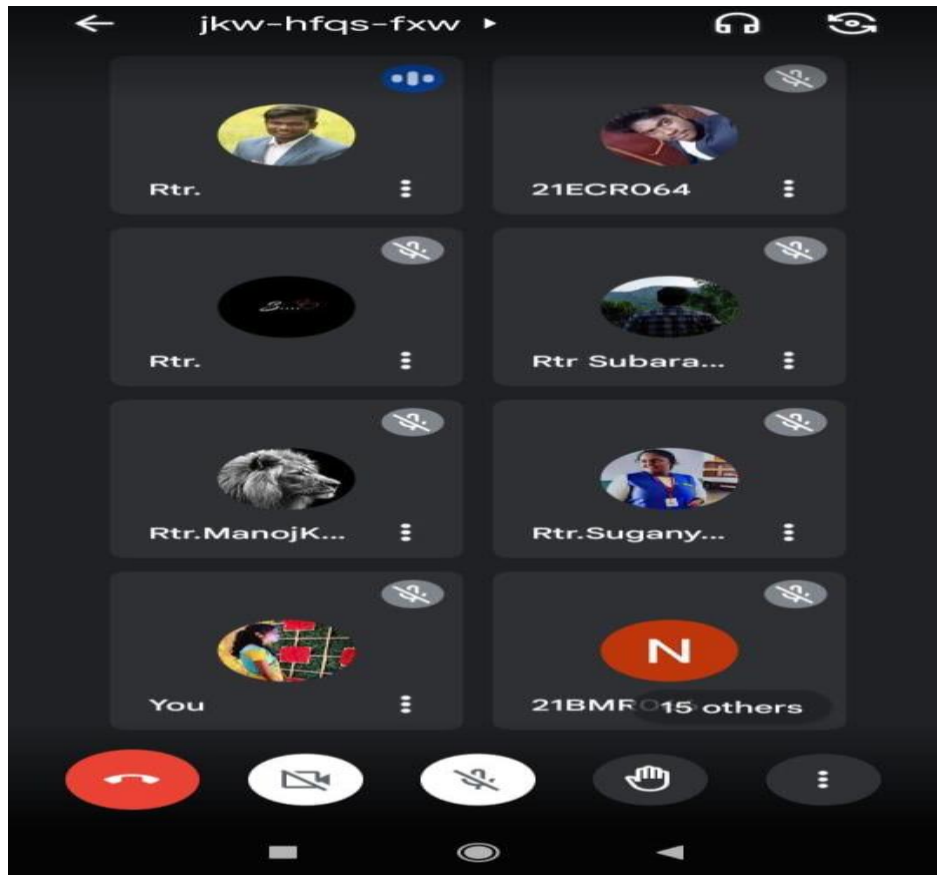 jkw-hfqs-fxw
Rtr.
21ECR064
Rtr.
Rtr Subara...
Rtr.ManojK...
Rtr.Sugany...
You
N
15 others